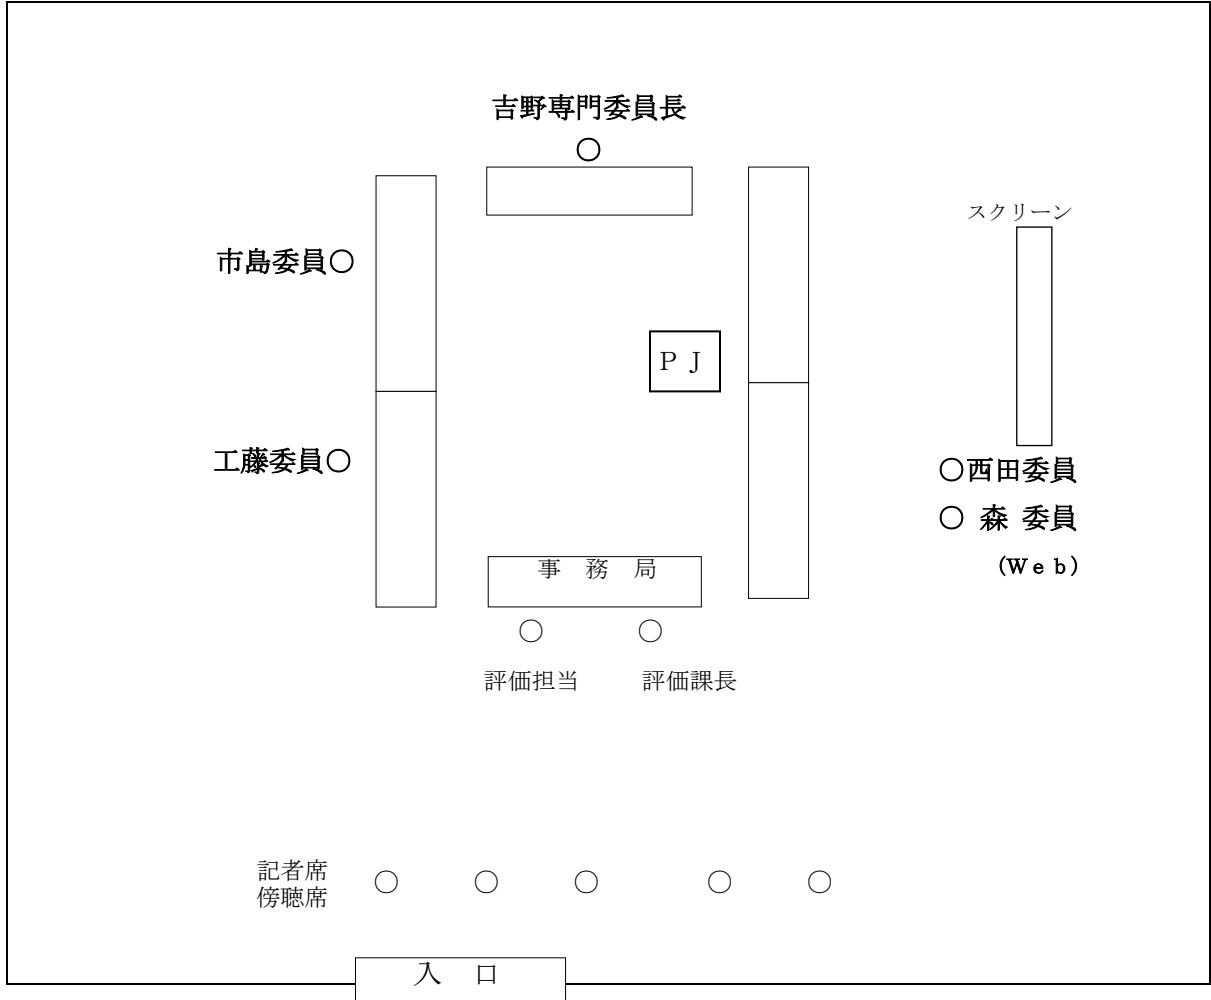 吉野専門委員長
○
スクリーン
市島委員○
ＰＪ
工藤委員○
○西田委員
○ 森 委員
(Ｗｅｂ)
事 務 局
○ ○
評価担当 評価課長
記者席
傍聴席
○ ○ ○ ○ ○
入 口